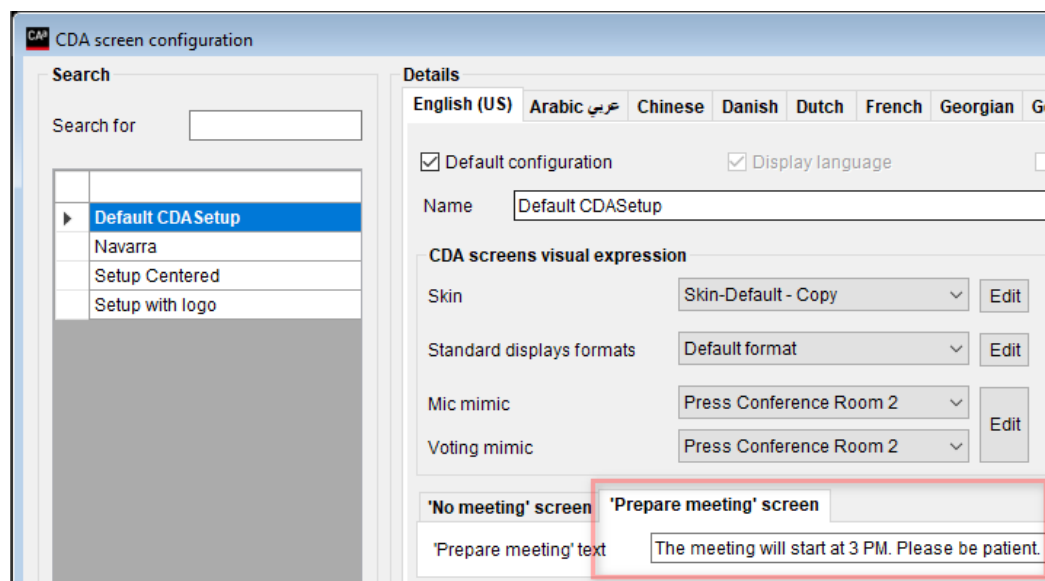 CA³ CDA screen configuration
Search
Search for
Default CDASetup
Navarra
Setup Centered
Setup with logo
Details
English (US) Arabic عربي Chinese Danish Dutch French Georgian
Default configuration Display language
Name Default CDASetup
CDA screens visual expression
Skin Skin-Default - Copy Edit
Standard displays formats Default format Edit
Mic mimic Press Conference Room 2
Edit
Voting mimic Press Conference Room 2
'No meeting' screen 'Prepare meeting' screen
'Prepare meeting' text The meeting will start at 3 PM. Please be patient.